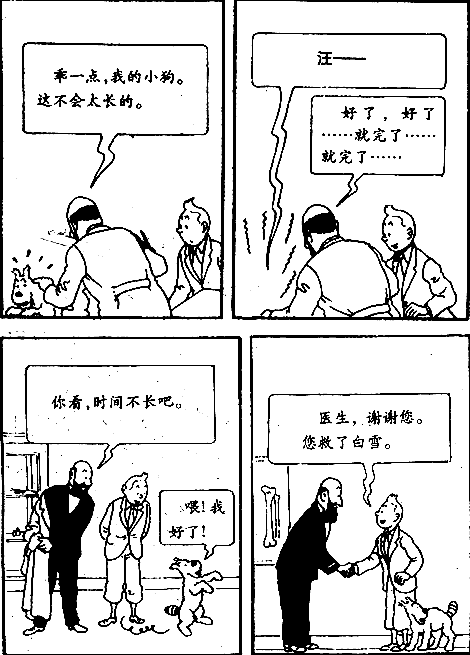 乖一点,我的小狗。
这不会太长的。
汪——
好了，好了
……就完了……
就完了……
你看,时间不长吧。
喂!我
好了!
医生，谢谢您。
您救了白雪。